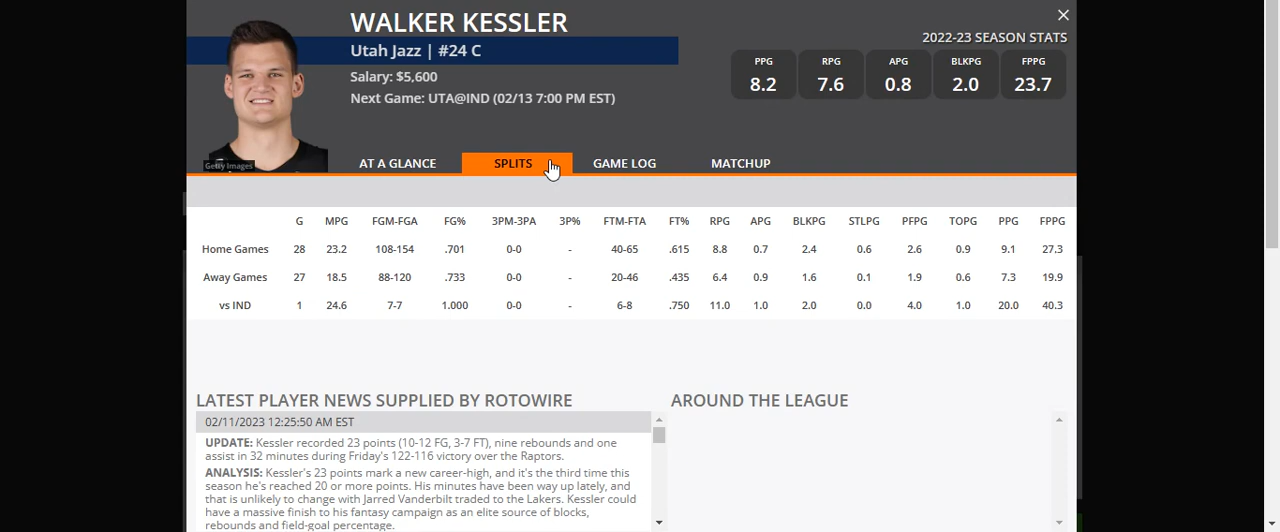 WALKER KESSLER
Utah Jazz | #24 C
Salary: $5,600
Next Game: UTA@IND (02/13 7:00 PM EST)
Getty Images
2022-23 SEASON STATS
PPG RPG APG BLKPG FPPG
8.2 7.6 0.8 2.0 23.7
AT A GLANCE SPLITS GAME LOG MATCHUP
G MPG FGM-FGA FG% 3PM-3PA 3P% FTM-FTA FT% RPG APG BLKPG STLPG PFPG TOPG PPG FPPG
Home Games 28 23.2 108-154 .701 0-0 - 40-65 .615 8.8 0.7 2.4 0.6 2.6 0.9 9.1 27.3
Away Games 27 18.5 88-120 .733 0-0 - 20-46 .435 6.4 0.9 1.6 0.1 1.9 0.6 7.3 19.9
vs IND 1 24.6 7-7 1.000 0-0 - 6-8 .750 11.0 1.0 2.0 0.0 4.0 1.0 20.0 40.3
LATEST PLAYER NEWS SUPPLIED BY ROTOWIRE
02/11/2023 12:25:50 AM EST
UPDATE: Kessler recorded 23 points (10-12 FG, 3-7 FT), nine rebounds and one
assist in 32 minutes during Friday's 122-116 victory over the Raptors.
ANALYSIS: Kessler's 23 points mark a new career-high, and it's the third time this
season he's reached 20 or more points. His minutes have been way up lately, and
that is unlikely to change with Jarred Vanderbilt traded to the Lakers. Kessler could
have a massive finish to his fantasy campaign as an elite source of blocks,
rebounds and field-goal percentage.
AROUND THE LEAGUE